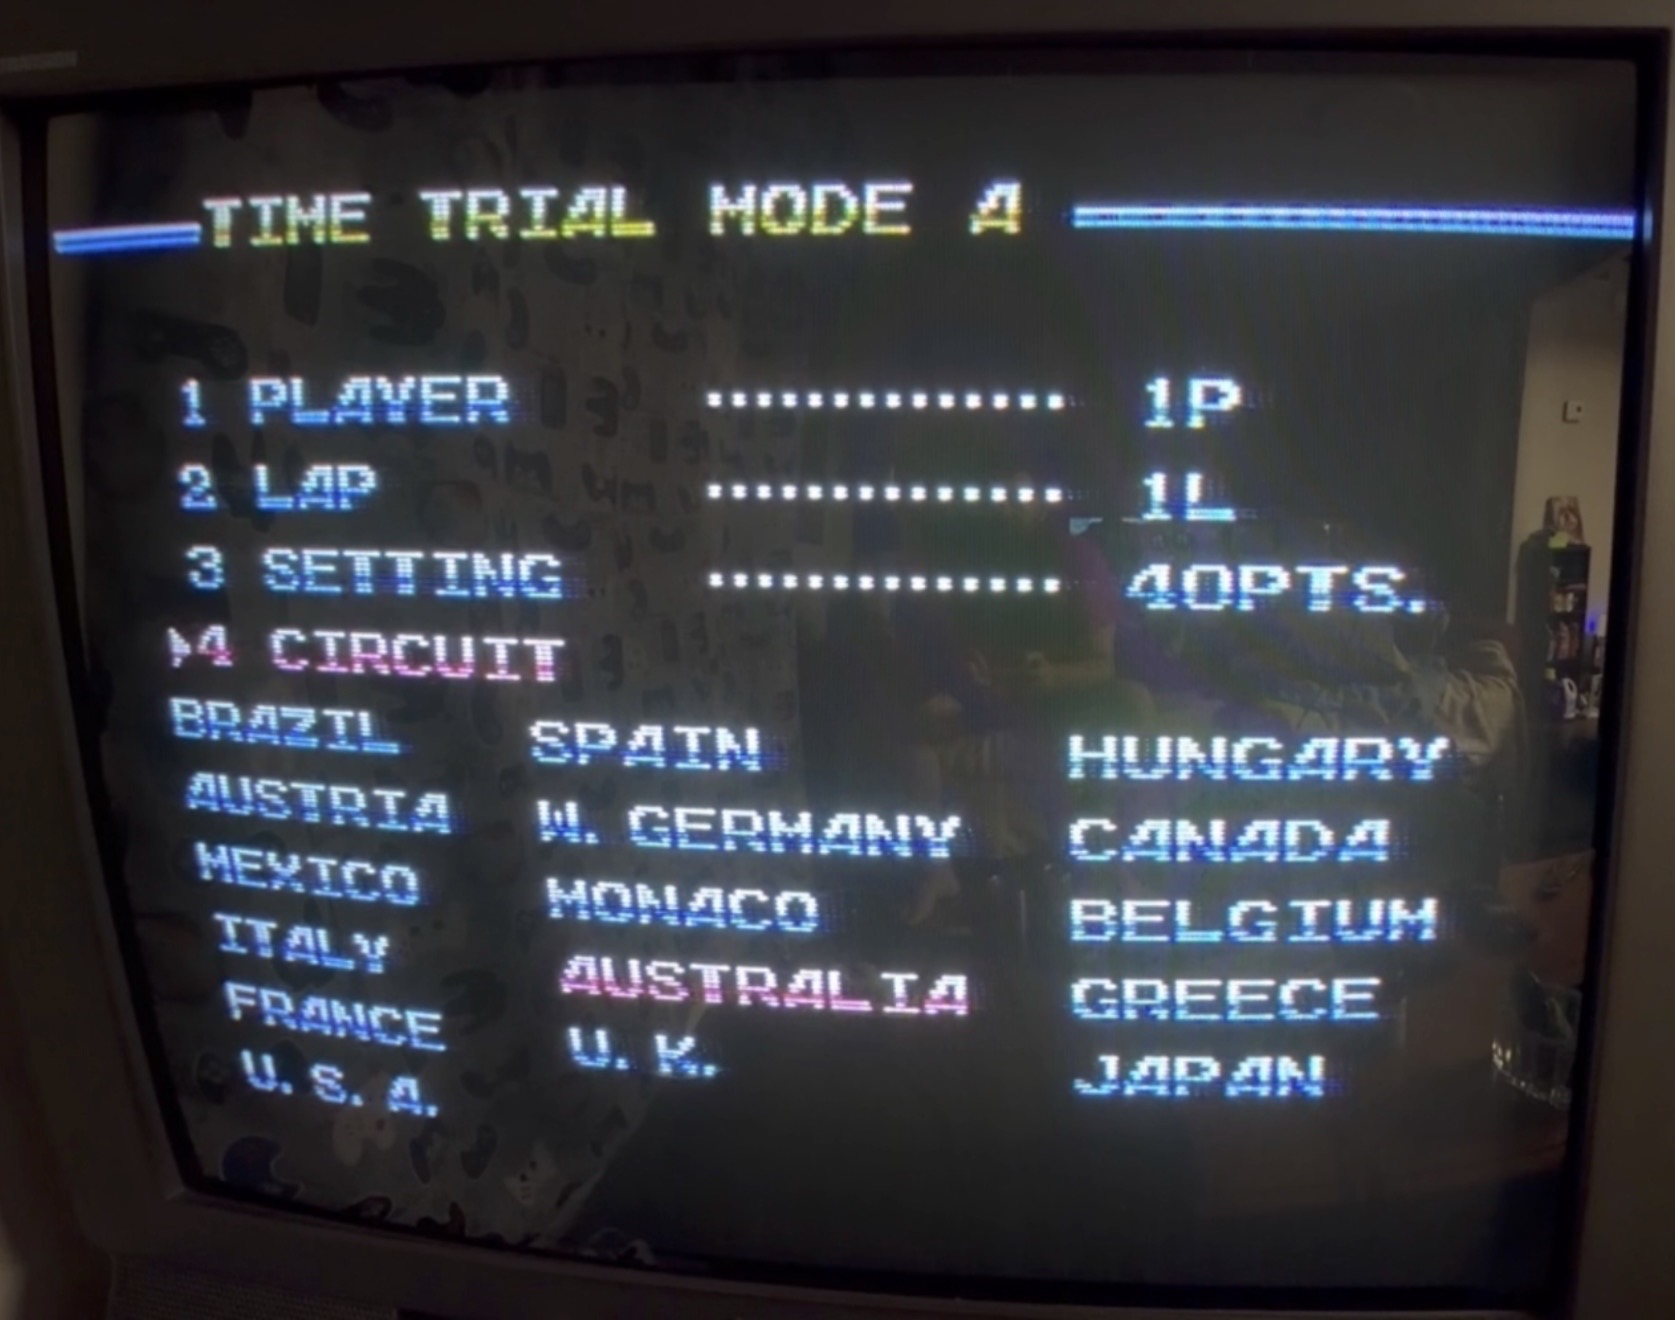 TIME TRIAL MODE A
1 PLAYER .............. 1P
2 LAP .............. 1L
3 SETTING .............. 40PTS.
4 CIRCUIT
BRAZIL SPAIN HUNGARY
AUSTRIA W. GERMANY CANADA
MEXICO MONACO BELGIUM
ITALY AUSTRALIA GREECE
FRANCE U. K. JAPAN
U. S. A.